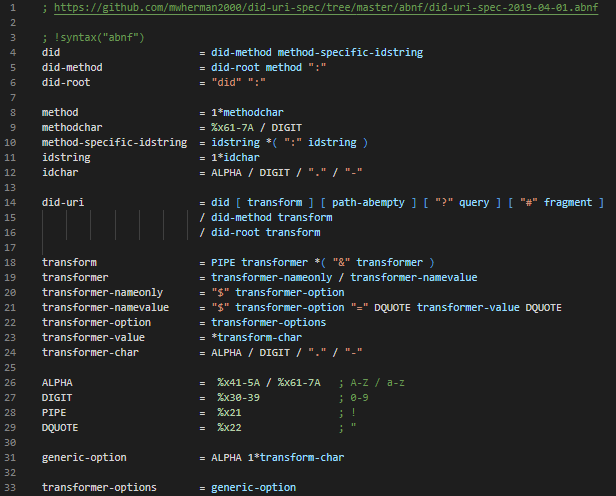 1 ; https://github.com/mwherman2000/did-uri-spec/tree/master/abnf/did-uri-spec-2019-04-01.abnf
2
3 ; !syntax("abnf")
4 did = did-method method-specific-idstring
5 did-method = did-root method ":"
6 did-root = "did" ":"
7
8 method = 1*methodchar
9 methodchar = %x61-7A / DIGIT
10 method-specific-idstring = idstring *( ":" idstring )
11 idstring = 1*idchar
12 idchar = ALPHA / DIGIT / "." / "-"
13
14 did-uri = did [ transform ] [ path-abempty ] [ "?" query ] [ "#" fragment ]
15 / did-method transform
16 / did-root transform
17
18 transform = PIPE transformer *( "&" transformer )
19 transformer = transformer-nameonly / transformer-namevalue
20 transformer-nameonly = "$" transformer-option
21 transformer-namevalue = "$" transformer-option "=" DQUOTE transformer-value DQUOTE
22 transformer-option = transformer-options
23 transformer-value = *transform-char
24 transformer-char = ALPHA / DIGIT / "." / "-"
25
26 ALPHA = %x41-5A / %x61-7A ; A-Z / a-z
27 DIGIT = %x30-39 ; 0-9
28 PIPE = %x21 ; !
29 DQUOTE = %x22 ; "
30
31 generic-option = ALPHA 1*transform-char
32
33 transformer-options = generic-option